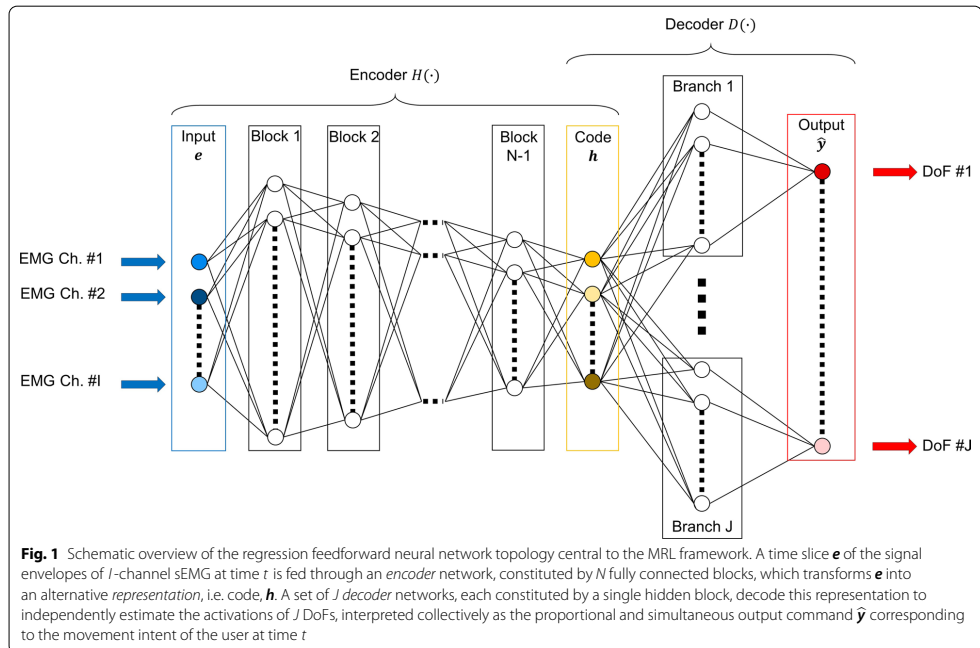 Decoder D(·)
Encoder H(·)
Input
e
Block 1
Block 2
Block
N-1
Code
h
Branch 1
Output
ŷ
DoF #1
EMG Ch. #1
EMG Ch. #2
EMG Ch. #I
DoF #J
Branch J
Fig. 1 Schematic overview of the regression feedforward neural network topology central to the MRL framework. A time slice e of the signal
envelopes of I-channel sEMG at time t is fed through an encoder network, constituted by N fully connected blocks, which transforms e into
an alternative representation, i.e. code, h. A set of J decoder networks, each constituted by a single hidden block, decode this representation to
independently estimate the activations of J DoFs, interpreted collectively as the proportional and simultaneous output command ŷ corresponding
to the movement intent of the user at time t